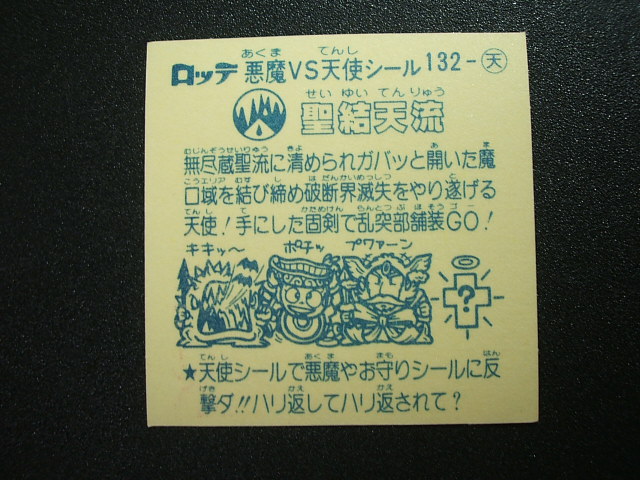 ロッテ 悪魔VS天使シール 132-天
聖結天流
無尽蔵聖流に清められガバッと開いた魔
口域を結び締め破断界滅失をやり遂げる
天使!手にした固剣で乱突部舗装GO!
キキッ〜 ポチッ プワァーン
?
★天使シールで悪魔やお守りシールに反
撃ダ!!ハリ返してハリ返されて?